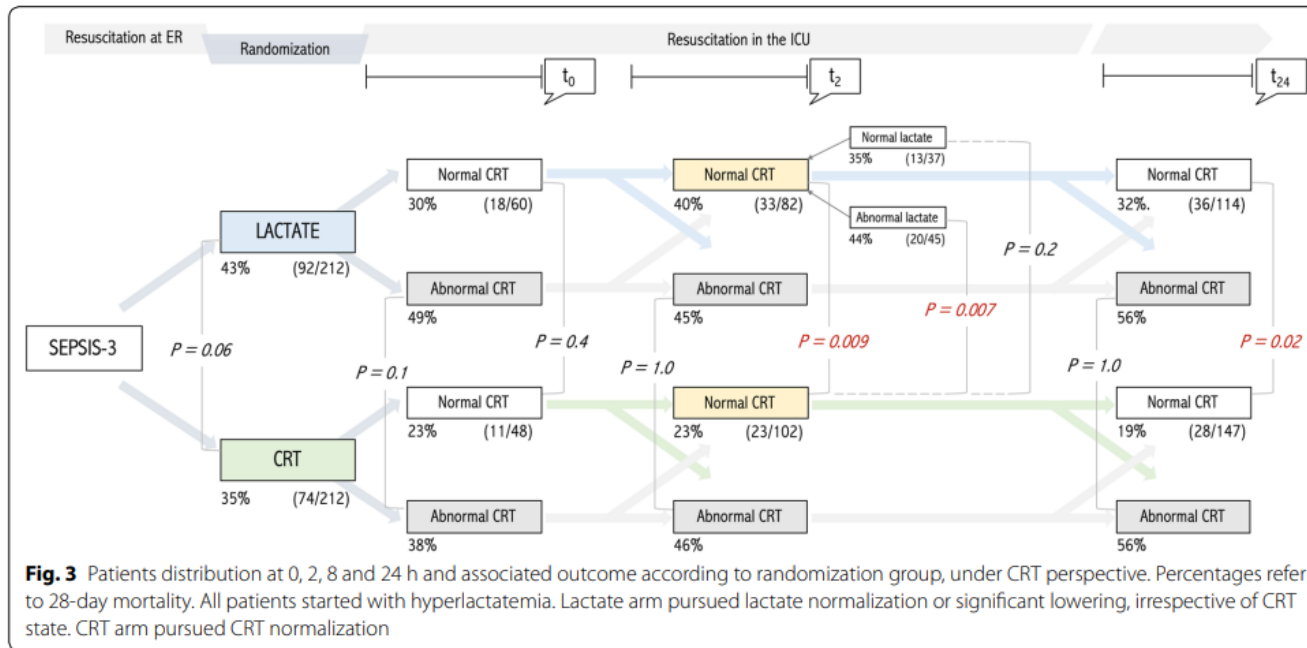 Resuscitation at ER
Randomization
Resuscitation in the ICU
t0
t2
t24
Normal lactate
35% (13/37)
Normal CRT
30% (18/60)
Normal CRT
40% (33/82)
Normal CRT
32%. (36/114)
LACTATE
43% (92/212)
Abnormal lactate
44% (20/45)
P = 0.2
Abnormal CRT
49%
Abnormal CRT
45%
Abnormal CRT
56%
SEPSIS-3
P = 0.06
P = 0.1
P = 0.4
P = 1.0
P = 0.009
P = 0.007
P = 1.0
P = 0.02
Normal CRT
23% (11/48)
Normal CRT
23% (23/102)
Normal CRT
19% (28/147)
CRT
35% (74/212)
Abnormal CRT
38%
Abnormal CRT
46%
Abnormal CRT
56%
Fig. 3 Patients distribution at 0, 2, 8 and 24 h and associated outcome according to randomization group, under CRT perspective. Percentages refer
to 28-day mortality. All patients started with hyperlactatemia. Lactate arm pursued lactate normalization or significant lowering, irrespective of CRT
state. CRT arm pursued CRT normalization